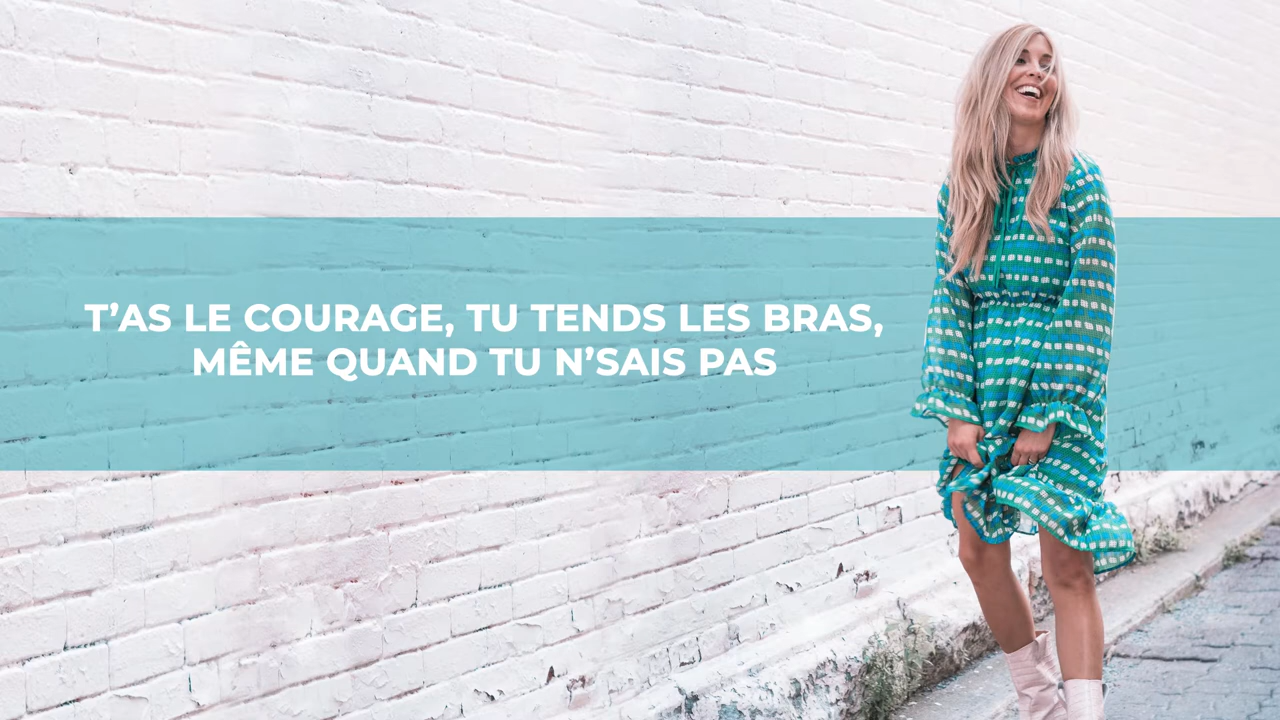 T’AS LE COURAGE, TU TENDS LES BRAS,
MÊME QUAND TU N’SAIS PAS